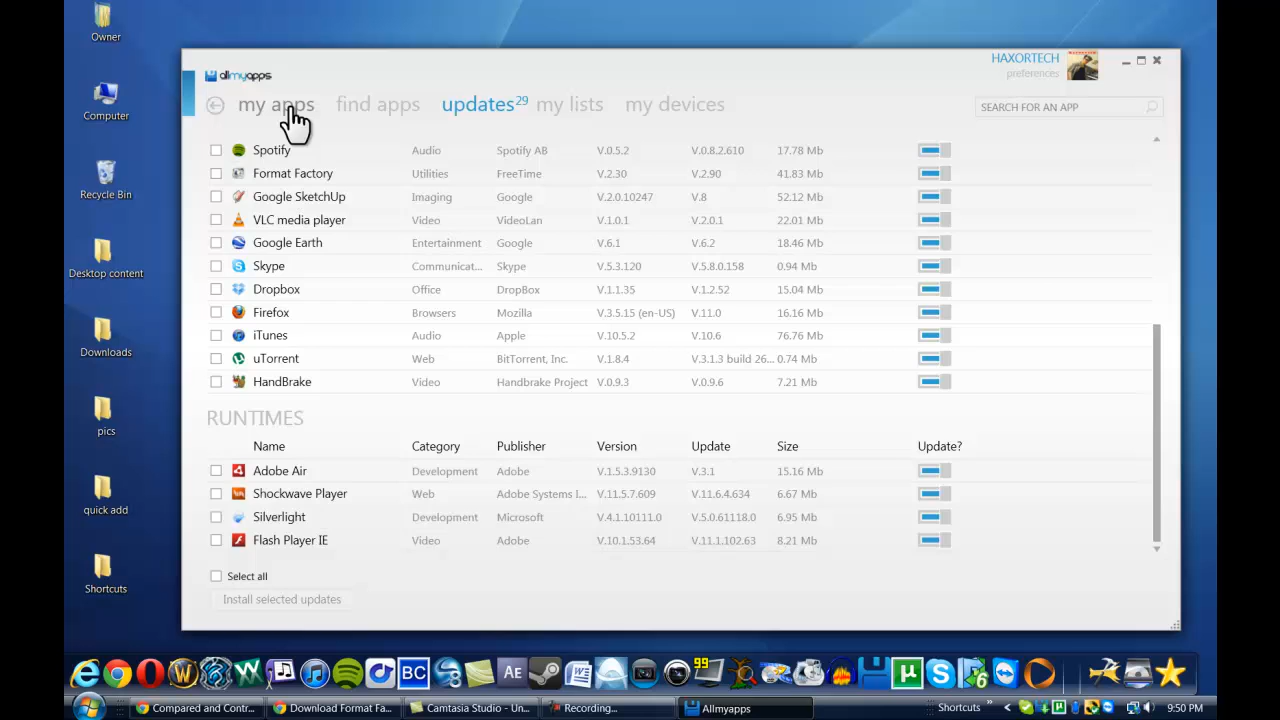 Owner
Computer
Recycle Bin
Desktop content
Downloads
pics
quick add
Shortcuts
allmyapps
HAXORTECH
preferences
my apps find apps updates 29 my lists my devices
SEARCH FOR AN APP
Spotify Audio Spotify AB V.0.5.2 V.0.8.2.610 17.78 Mb
Format Factory Utilities FreeTime V.2.30 V.2.90 41.83 Mb
Google SketchUp Imaging Google V.2.0.10247 V.8 52.12 Mb
VLC media player Video VideoLan V.1.0.1 V.2.0.1 22.01 Mb
Google Earth Entertainment Google V.6.1 V.6.2 18.46 Mb
Skype Communicat... Skype V.5.3.120 V.5.8.0.158 0.94 Mb
Dropbox Office DropBox V.1.1.35 V.1.2.52 15.04 Mb
Firefox Browsers Mozilla V.3.5.15 (en-US) V.11.0 16.16 Mb
iTunes Audio Apple V.10.5.2 V.10.6 76.76 Mb
uTorrent Web BitTorrent, Inc. V.1.8.4 V.3.1.3 build 26... 0.74 Mb
HandBrake Video Handbrake Project V.0.9.3 V.0.9.6 7.21 Mb
RUNTIMES
Name Category Publisher Version Update Size Update?
Adobe Air Development Adobe V.1.5.3.9130 V.3.1 15.16 Mb
Shockwave Player Web Adobe Systems I... V.11.5.7.609 V.11.6.4.634 6.67 Mb
Silverlight Development Microsoft V.4.1.10111.0 V.5.0.61118.0 6.95 Mb
Flash Player IE Video Adobe V.10.1.53.64 V.11.1.102.63 8.21 Mb
Select all
Install selected updates
BC AE 99 6
Compared and Contr... Download Format Fa... Camtasia Studio - Un... Recording... Allmyapps Shortcuts 9:50 PM